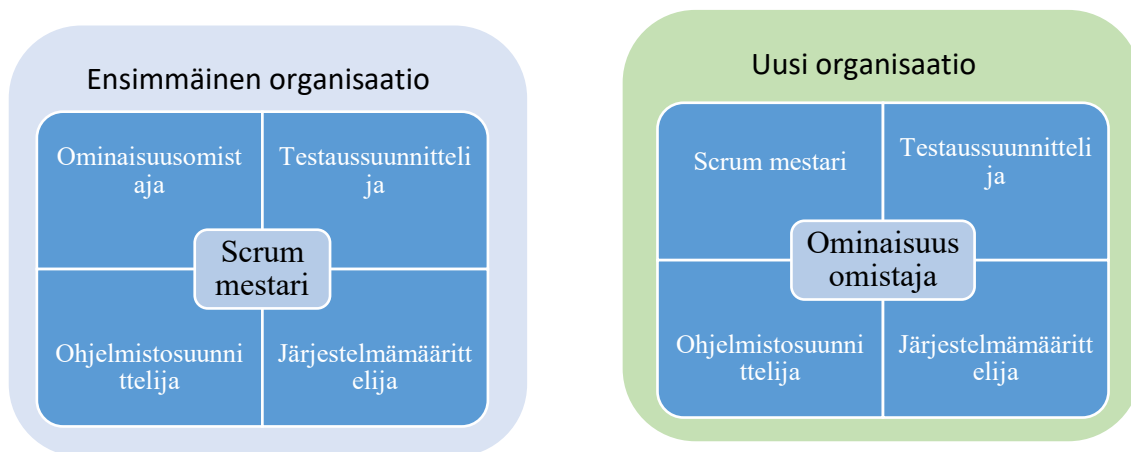 Ensimmäinen organisaatio
Ominaisuusomist
aja
Testaussuunnitteli
ja
Scrum
mestari
Ohjelmistosuunni
ttelija
Järjestelmämääritt
elija
Uusi organisaatio
Scrum mestari
Testaussuunnitteli
ja
Ominaisuus
omistaja
Ohjelmistosuunni
ttelija
Järjestelmämääritt
elija